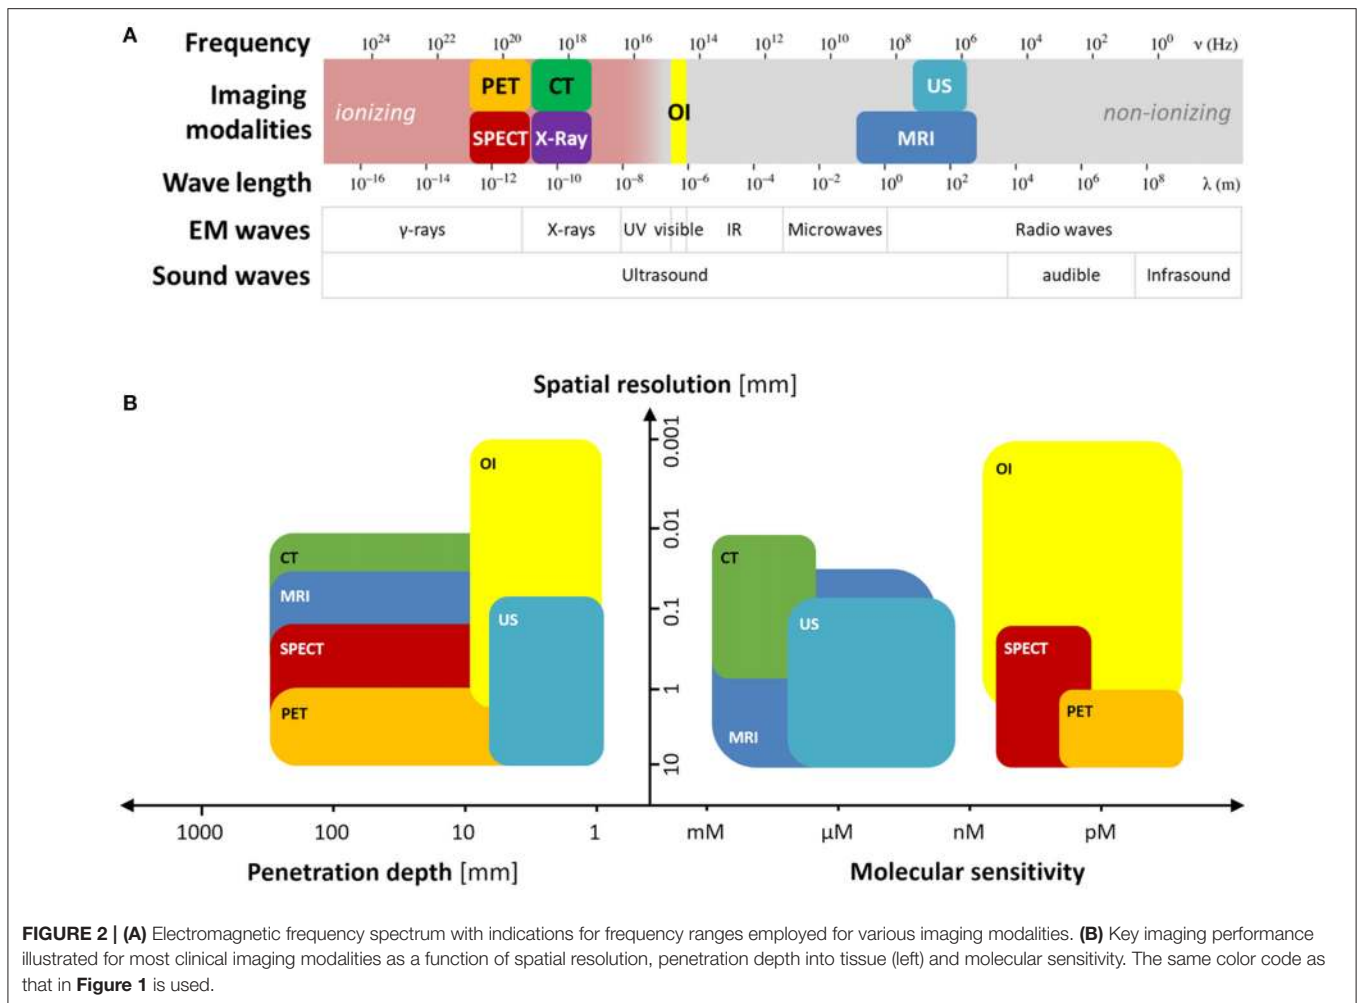 A
Frequency 10^24 10^22 10^20 10^18 10^16 10^14 10^12 10^10 10^8 10^6 10^4 10^2 10^0 ν (Hz)
Imaging modalities
ionizing PET CT OI US non-ionizing
SPECT X-Ray MRI
Wave length 10^−16 10^−14 10^−12 10^−10 10^−8 10^−6 10^−4 10^−2 10^0 10^2 10^4 10^6 10^8 λ (m)
EM waves γ-rays X-rays UV visible IR Microwaves Radio waves
Sound waves Ultrasound audible Infrasound
B
Spatial resolution [mm]
0.001
0.01
0.1
1
10
OI
CT
MRI
SPECT
US
PET
OI
CT
US
SPECT
PET
MRI
1000 100 10 1 mM μM nM pM
Penetration depth [mm] Molecular sensitivity
FIGURE 2 | (A) Electromagnetic frequency spectrum with indications for frequency ranges employed for various imaging modalities. (B) Key imaging performance
illustrated for most clinical imaging modalities as a function of spatial resolution, penetration depth into tissue (left) and molecular sensitivity. The same color code as
that in Figure 1 is used.